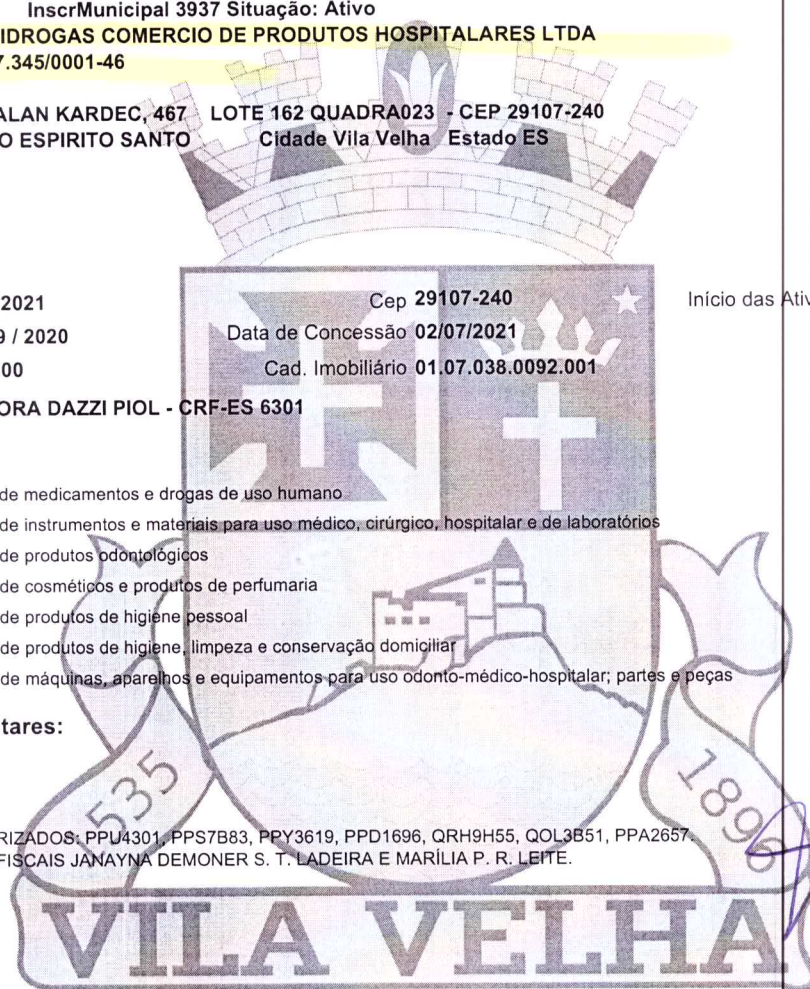 InscrMunicipal 3937 Situação: Ativo
IDROGAS COMERCIO DE PRODUTOS HOSPITALARES LTDA
7.345/0001-46
ALAN KARDEC, 467 LOTE 162 QUADRA023 - CEP 29107-240
O ESPIRITO SANTO Cidade Vila Velha Estado ES
2021 Cep 29107-240 Início das Ativ
9 / 2020 Data de Concessão 02/07/2021
00 Cad. Imobiliário 01.07.038.0092.001
ORA DAZZI PIOL - CRF-ES 6301
de medicamentos e drogas de uso humano
de instrumentos e materiais para uso médico, cirúrgico, hospitalar e de laboratórios
de produtos odontológicos
de cosméticos e produtos de perfumaria
de produtos de higiene pessoal
de produtos de higiene, limpeza e conservação domiciliar
de máquinas, aparelhos e equipamentos para uso odonto-médico-hospitalar; partes e peças
tares:
535 1896
RIZADOS: PPU4301, PPS7B83, PPY3619, PPD1696, QRH9H55, QOL3B51, PPA2657.
FISCAIS JANAYNA DEMONER S. T. LADEIRA E MARÍLIA P. R. LEITE.
VILA VELHA